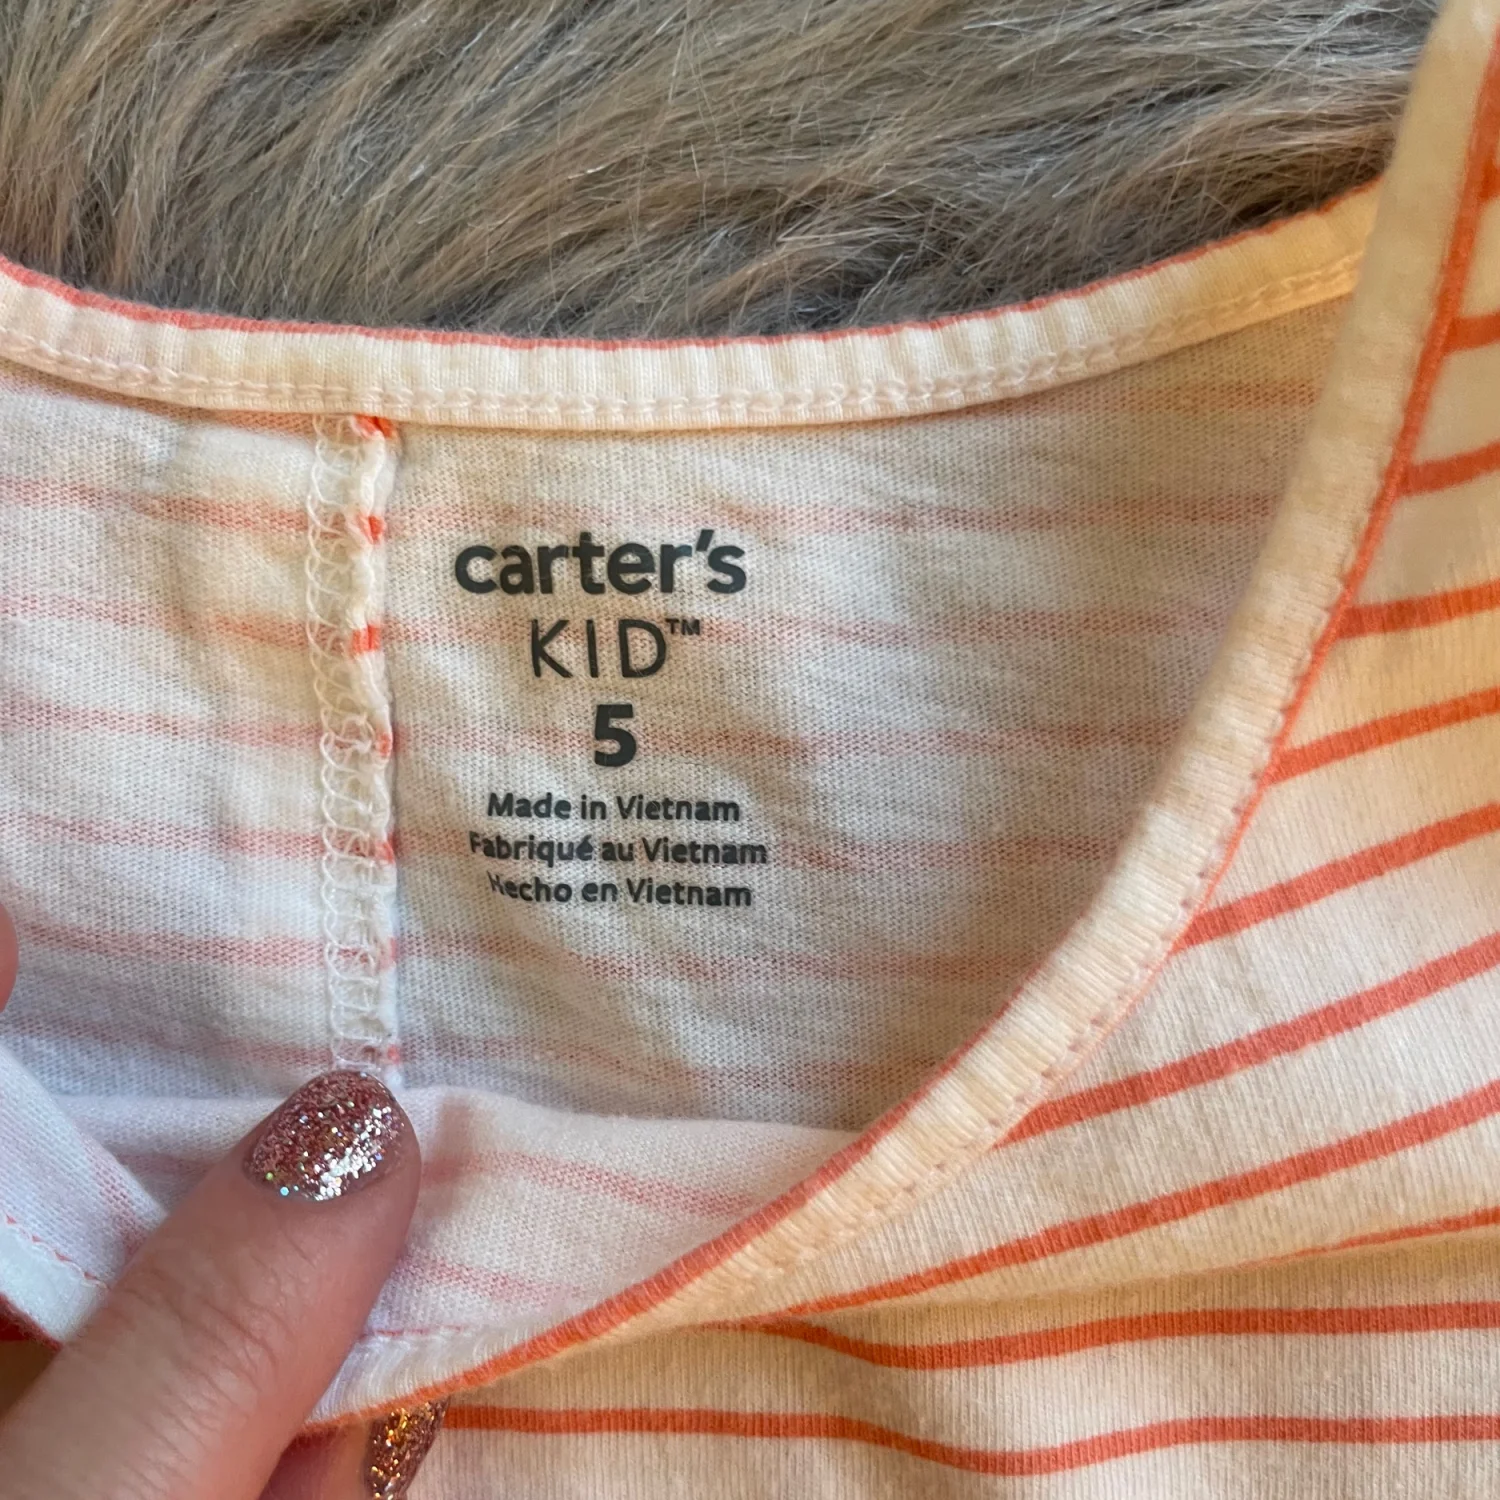 carter's
KID™
5
Made in Vietnam
Fabriqué au Vietnam
Hecho en Vietnam